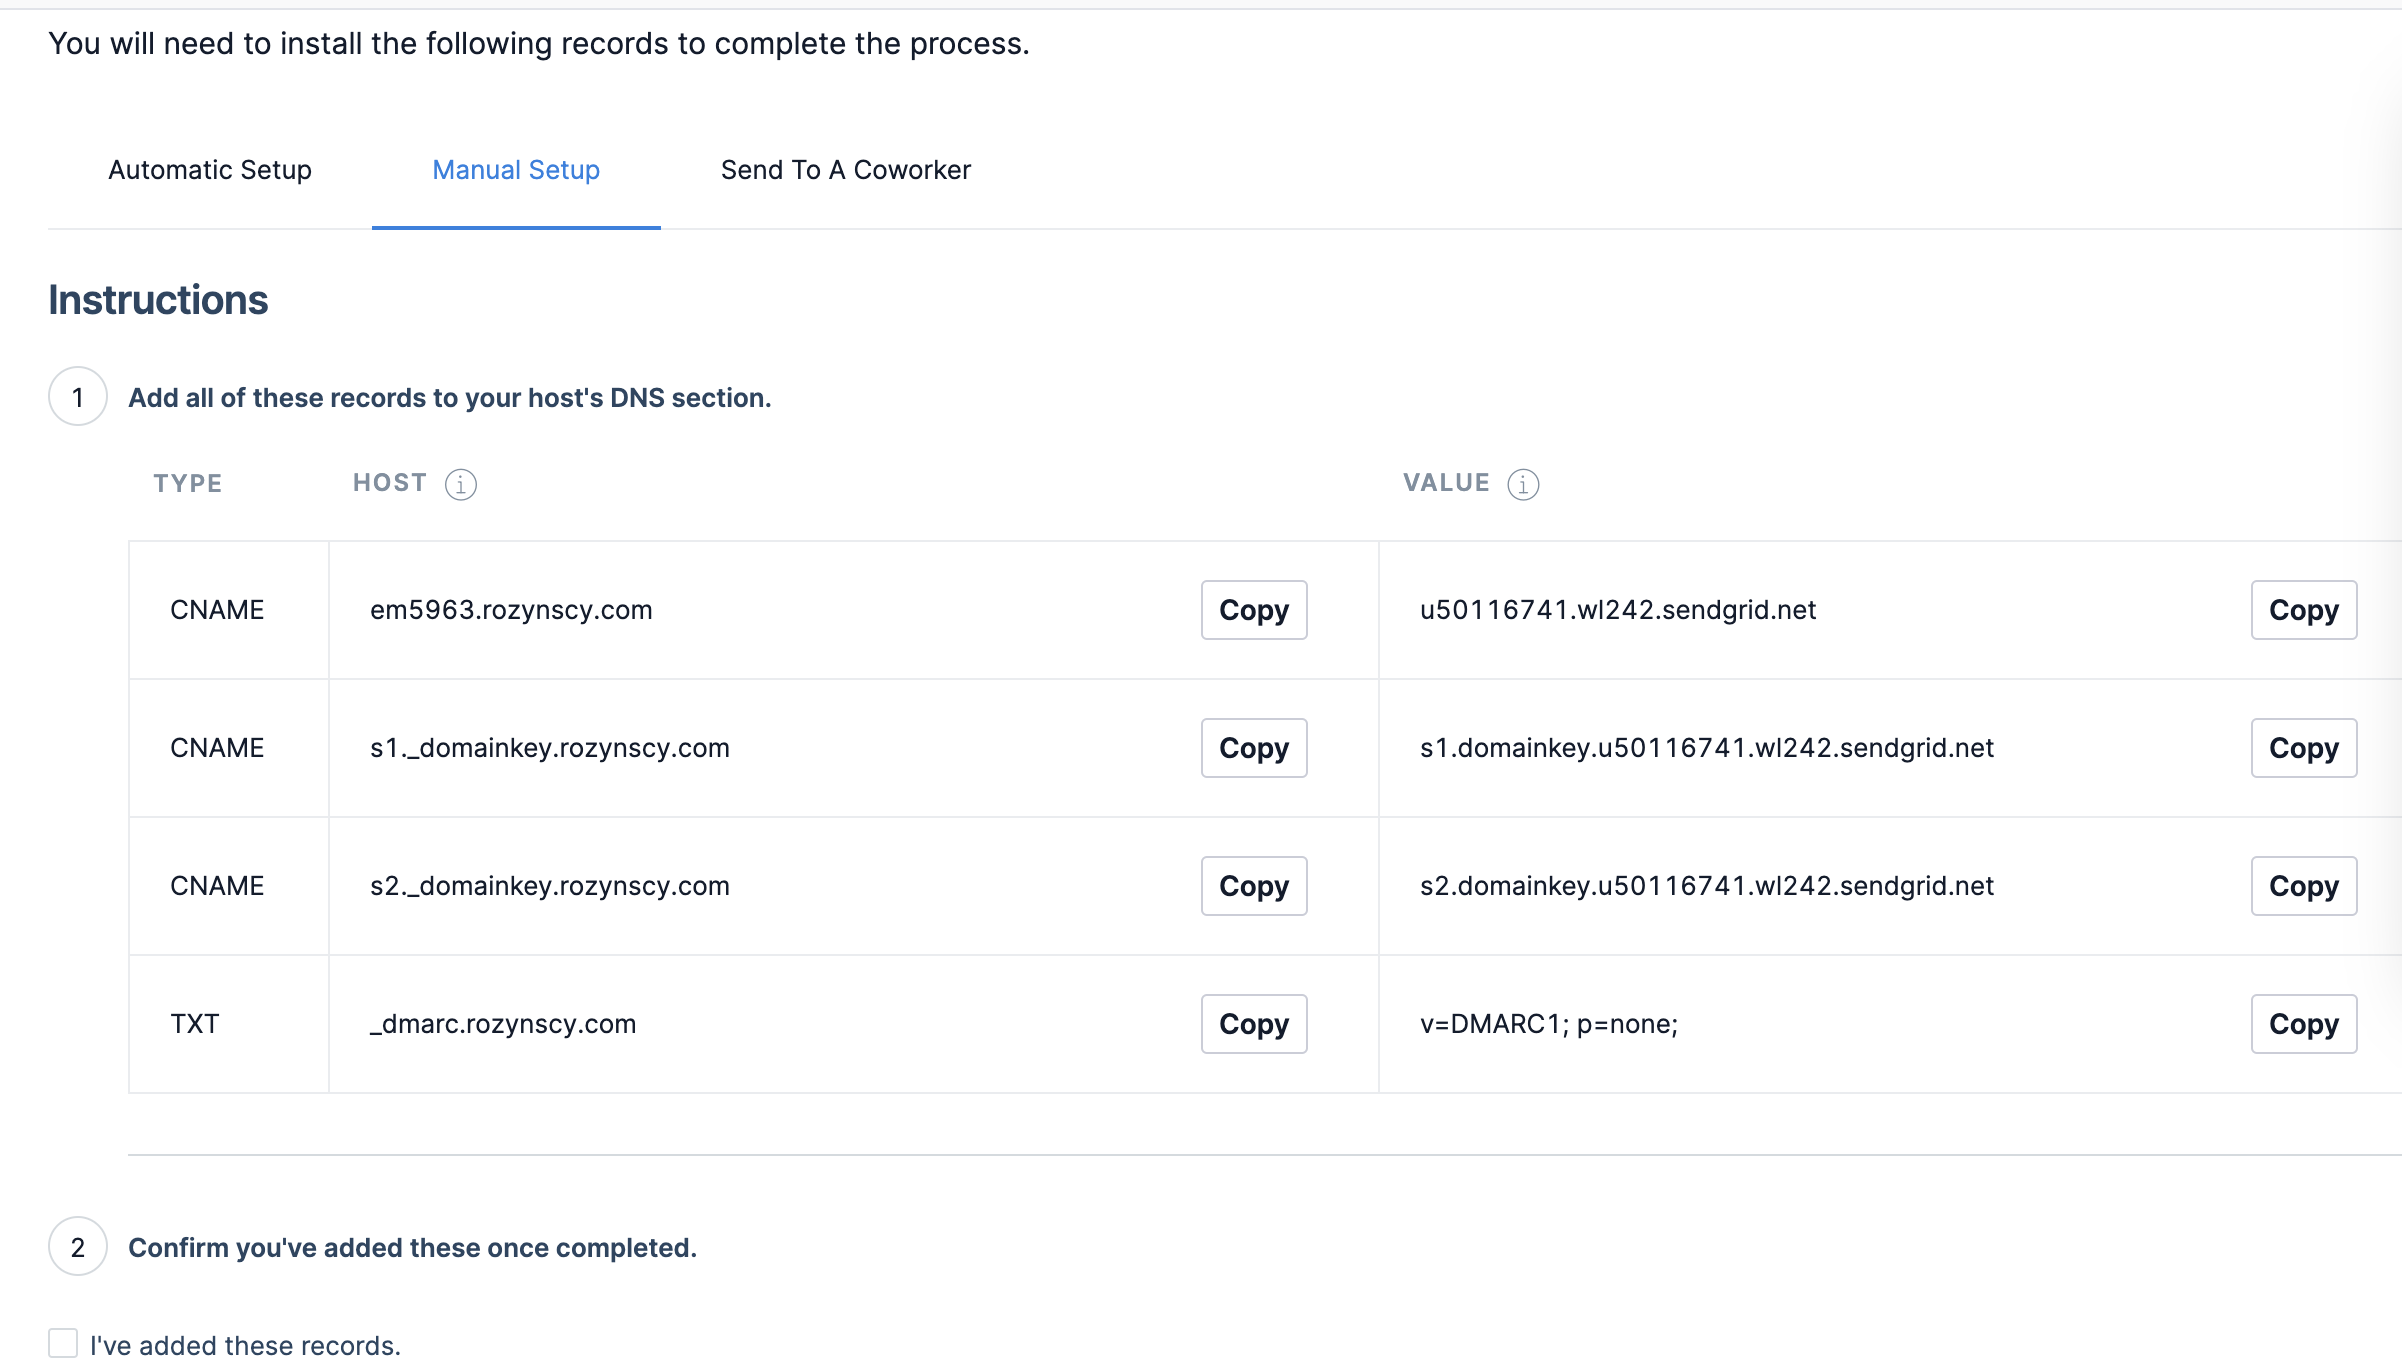 You will need to install the following records to complete the process.
Automatic Setup Manual Setup Send To A Coworker
Instructions
1 Add all of these records to your host's DNS section.
TYPE HOST i VALUE i
CNAME em5963.rozynscy.com Copy u50116741.wl242.sendgrid.net Copy
CNAME s1._domainkey.rozynscy.com Copy s1.domainkey.u50116741.wl242.sendgrid.net Copy
CNAME s2._domainkey.rozynscy.com Copy s2.domainkey.u50116741.wl242.sendgrid.net Copy
TXT _dmarc.rozynscy.com Copy v=DMARC1; p=none; Copy
2 Confirm you've added these once completed.
I've added these records.